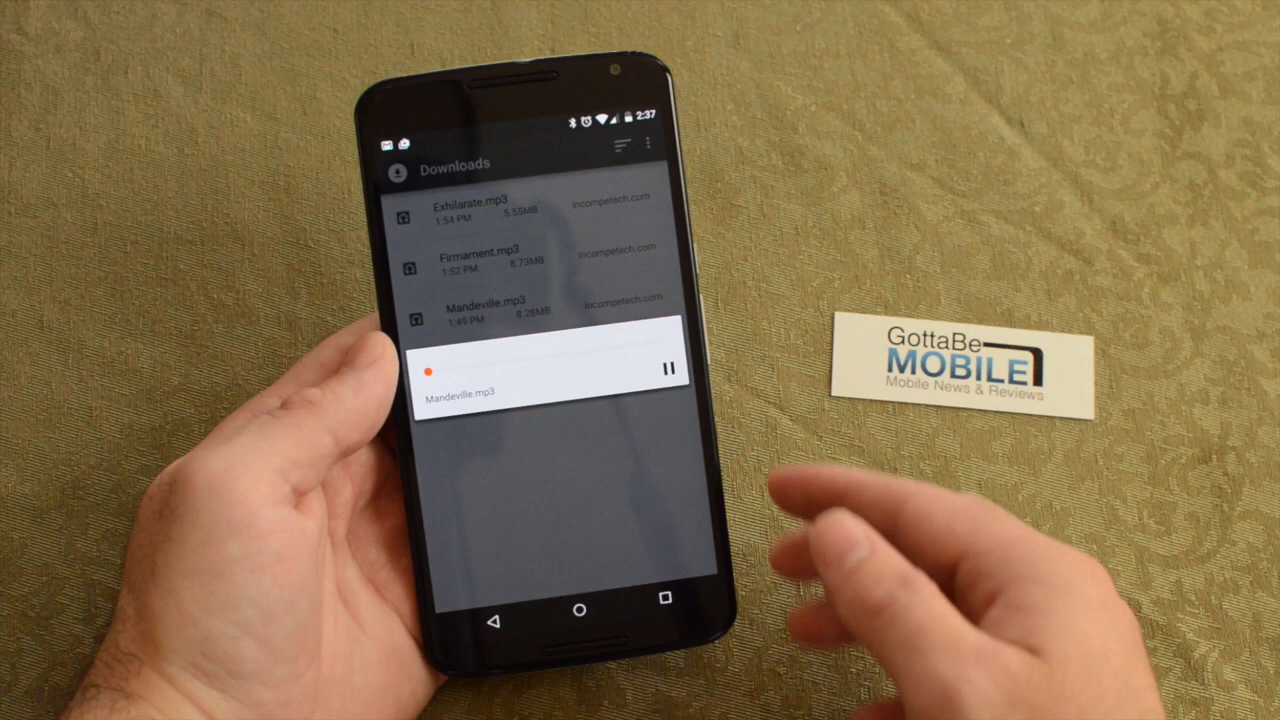 2:37
Downloads
Exhilarate.mp3
1:54 PM 5.55MB incompetech.com
Firmament.mp3
1:52 PM 8.73MB incompetech.com
Mandeville.mp3
1:49 PM 8.28MB incompetech.com
Mandeville.mp3
GottaBe
MOBILE
Mobile News & Reviews